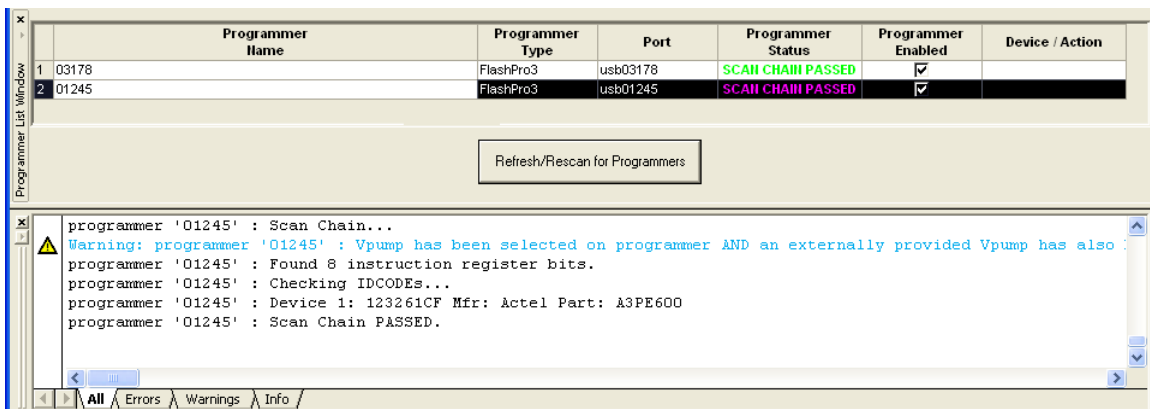 Programmer Name Programmer Type Port Programmer Status Programmer Enabled Device / Action
1 03178 FlashPro3 usb03178 SCAN CHAIN PASSED
2 01245 FlashPro3 usb01245 SCAN CHAIN PASSED
Programmer List Window
Refresh/Rescan for Programmers
programmer '01245' : Scan Chain...
Warning: programmer '01245' : Vpump has been selected on programmer AND an externally provided Vpump has also
programmer '01245' : Found 8 instruction register bits.
programmer '01245' : Checking IDCODEs...
programmer '01245' : Device 1: 123261CF Mfr: Actel Part: A3PE600
programmer '01245' : Scan Chain PASSED.
All Errors Warnings Info